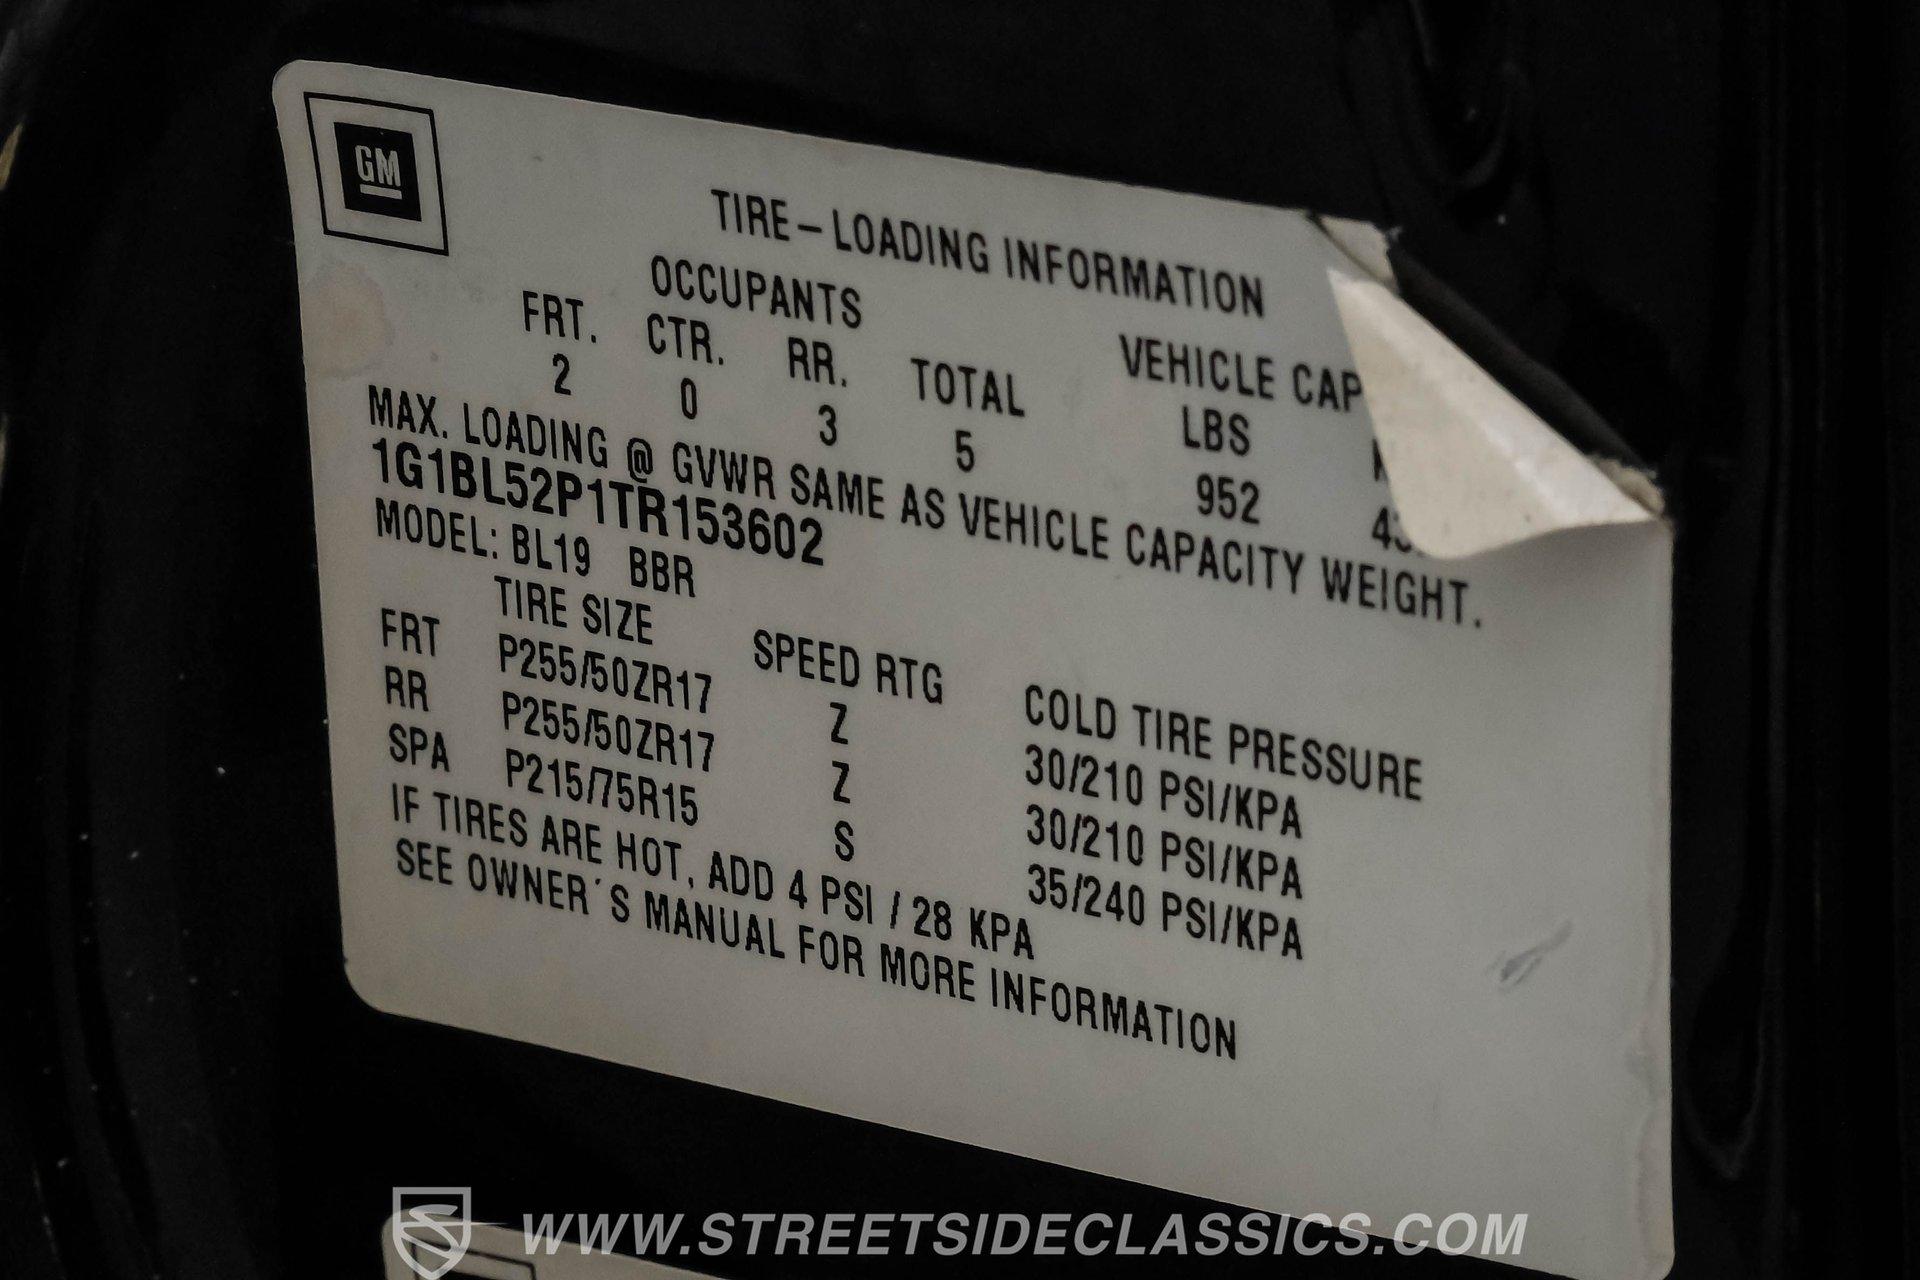 GM
TIRE-LOADING INFORMATION
OCCUPANTS VEHICLE CAP
FRT. CTR. RR. TOTAL LBS
2 0 3 5 952
MAX. LOADING @ GVWR SAME AS VEHICLE CAPACITY WEIGHT.
1G1BL52P1TR153602
MODEL: BL19 BBR
TIRE SIZE SPEED RTG COLD TIRE PRESSURE
FRT P255/50ZR17 Z 30/210 PSI/KPA
RR P255/50ZR17 Z 30/210 PSI/KPA
SPA P215/75R15 S 35/240 PSI/KPA
IF TIRES ARE HOT, ADD 4 PSI / 28 KPA
SEE OWNER´S MANUAL FOR MORE INFORMATION
WWW.STREETSIDECLASSICS.COM